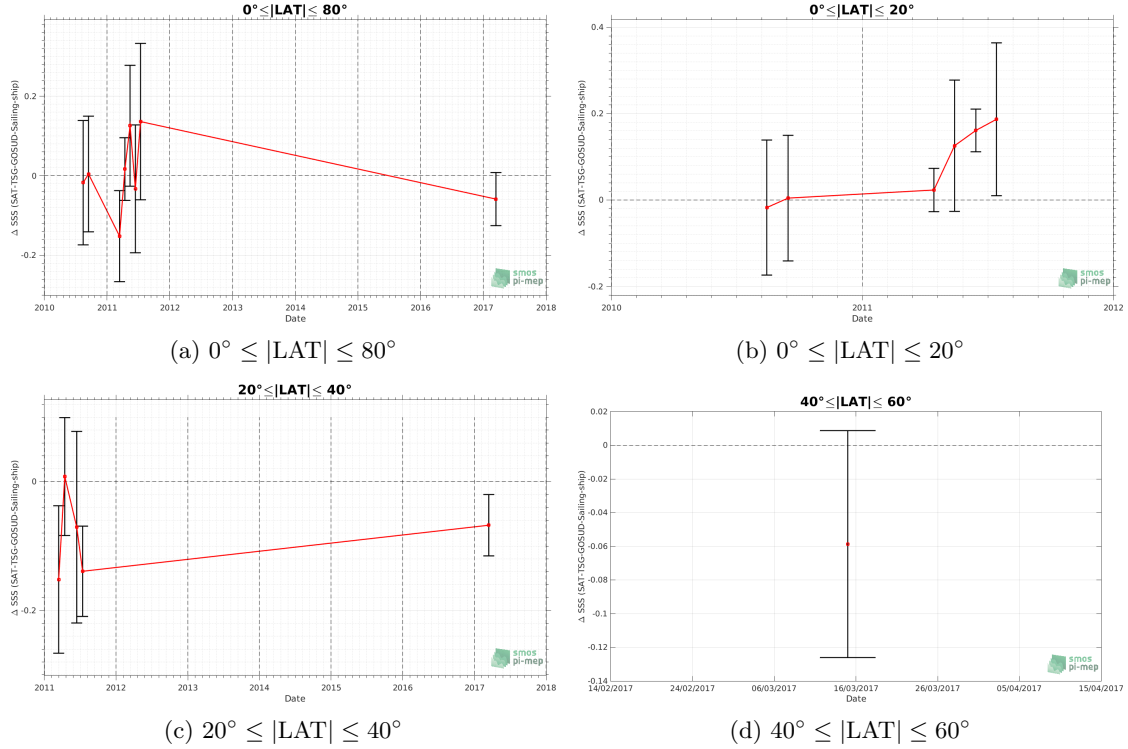 0°≤|LAT|≤ 80°
Δ SSS (SAT-TSG-GOSUD-Sailing-ship)
0.2
0
-0.2
2010 2011 2012 2013 2014 2015 2016 2017 2018
Date
smos
pi-mep
(a) 0° ≤ |LAT| ≤ 80°
0°≤|LAT|≤ 20°
Δ SSS (SAT-TSG-GOSUD-Sailing-ship)
0.4
0.2
0
-0.2
2010 2011 2012
Date
smos
pi-mep
(b) 0° ≤ |LAT| ≤ 20°
20°≤|LAT|≤ 40°
Δ SSS (SAT-TSG-GOSUD-Sailing-ship)
0
-0.2
2011 2012 2013 2014 2015 2016 2017 2018
Date
smos
pi-mep
(c) 20° ≤ |LAT| ≤ 40°
40°≤|LAT|≤ 60°
Δ SSS (SAT-TSG-GOSUD-Sailing-ship)
0.02
0
-0.02
-0.04
-0.06
-0.08
-0.1
-0.12
-0.14
14/02/2017 24/02/2017 06/03/2017 16/03/2017 26/03/2017 05/04/2017 15/04/2017
Date
smos
pi-mep
(d) 40° ≤ |LAT| ≤ 60°